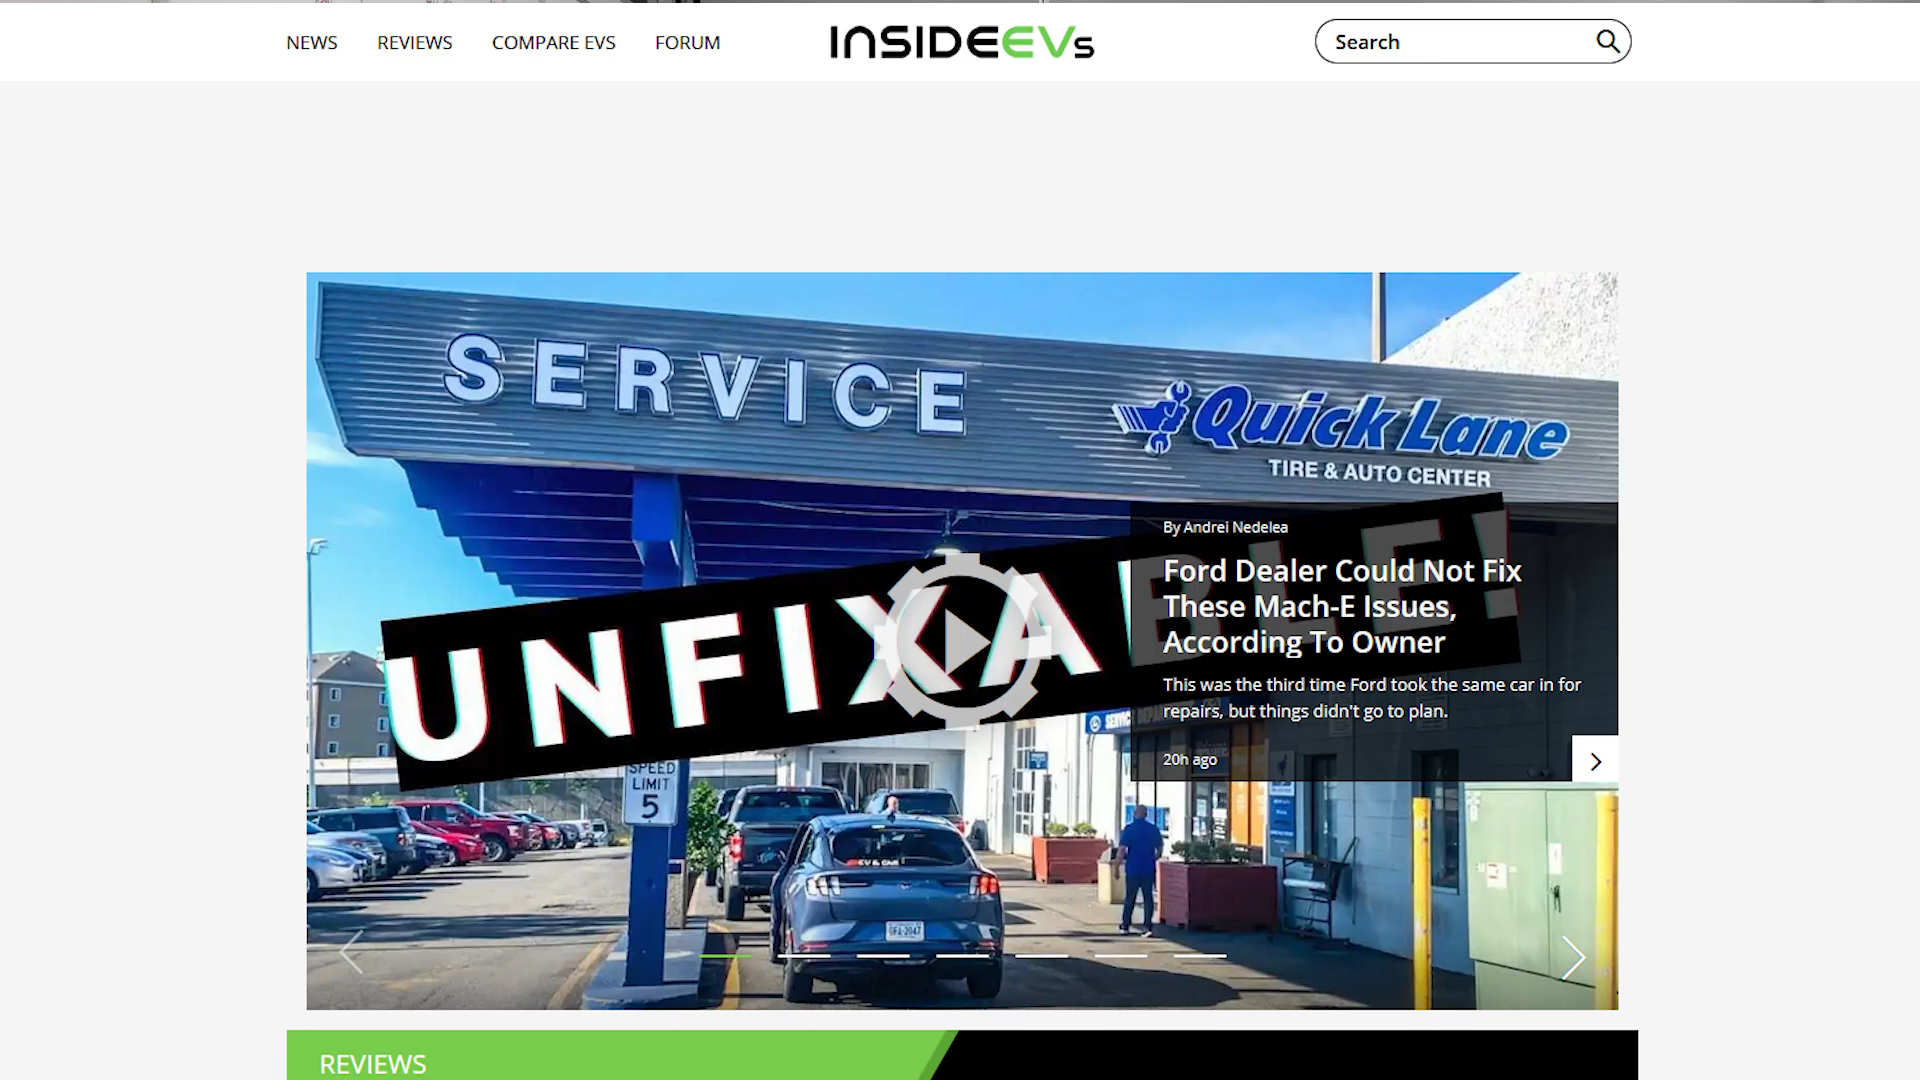 NEWS REVIEWS COMPARE EVS FORUM
INSIDEEVs
Search
SERVICE
Quick Lane
TIRE & AUTO CENTER
UNFIXABLE!
By Andrei Nedelea
Ford Dealer Could Not Fix
These Mach-E Issues,
According To Owner
This was the third time Ford took the same car in for
repairs, but things didn't go to plan.
20h ago
SPEED
LIMIT
5
REVIEWS